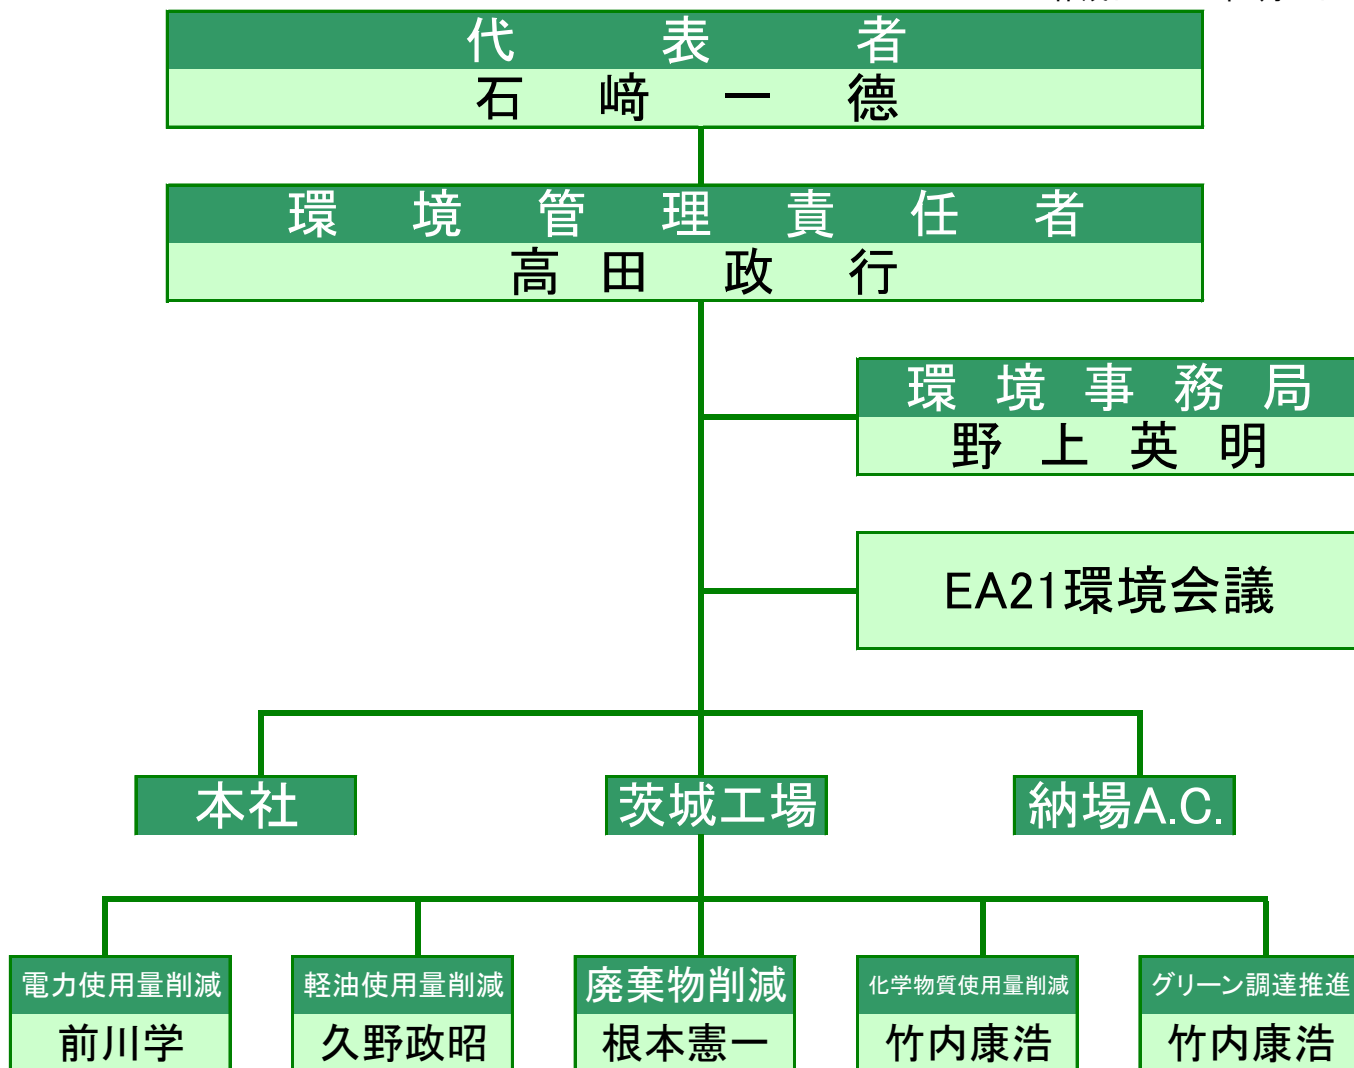 代表者
石﨑一德
環境管理責任者
高田政行
環境事務局
野上英明
EA21環境会議
本社
茨城工場
納場A.C.
電力使用量削減
軽油使用量削減
廃棄物削減
化学物質使用量削減
グリーン調達推進
前川学
久野政昭
根本憲一
竹内康浩
竹内康浩